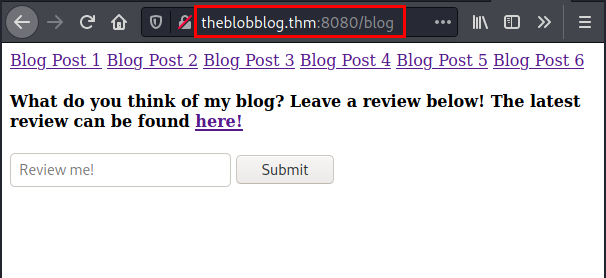 theblobblog.thm:8080/blog
Blog Post 1 Blog Post 2 Blog Post 3 Blog Post 4 Blog Post 5 Blog Post 6
What do you think of my blog? Leave a review below! The latest
review can be found here!
Review me! Submit